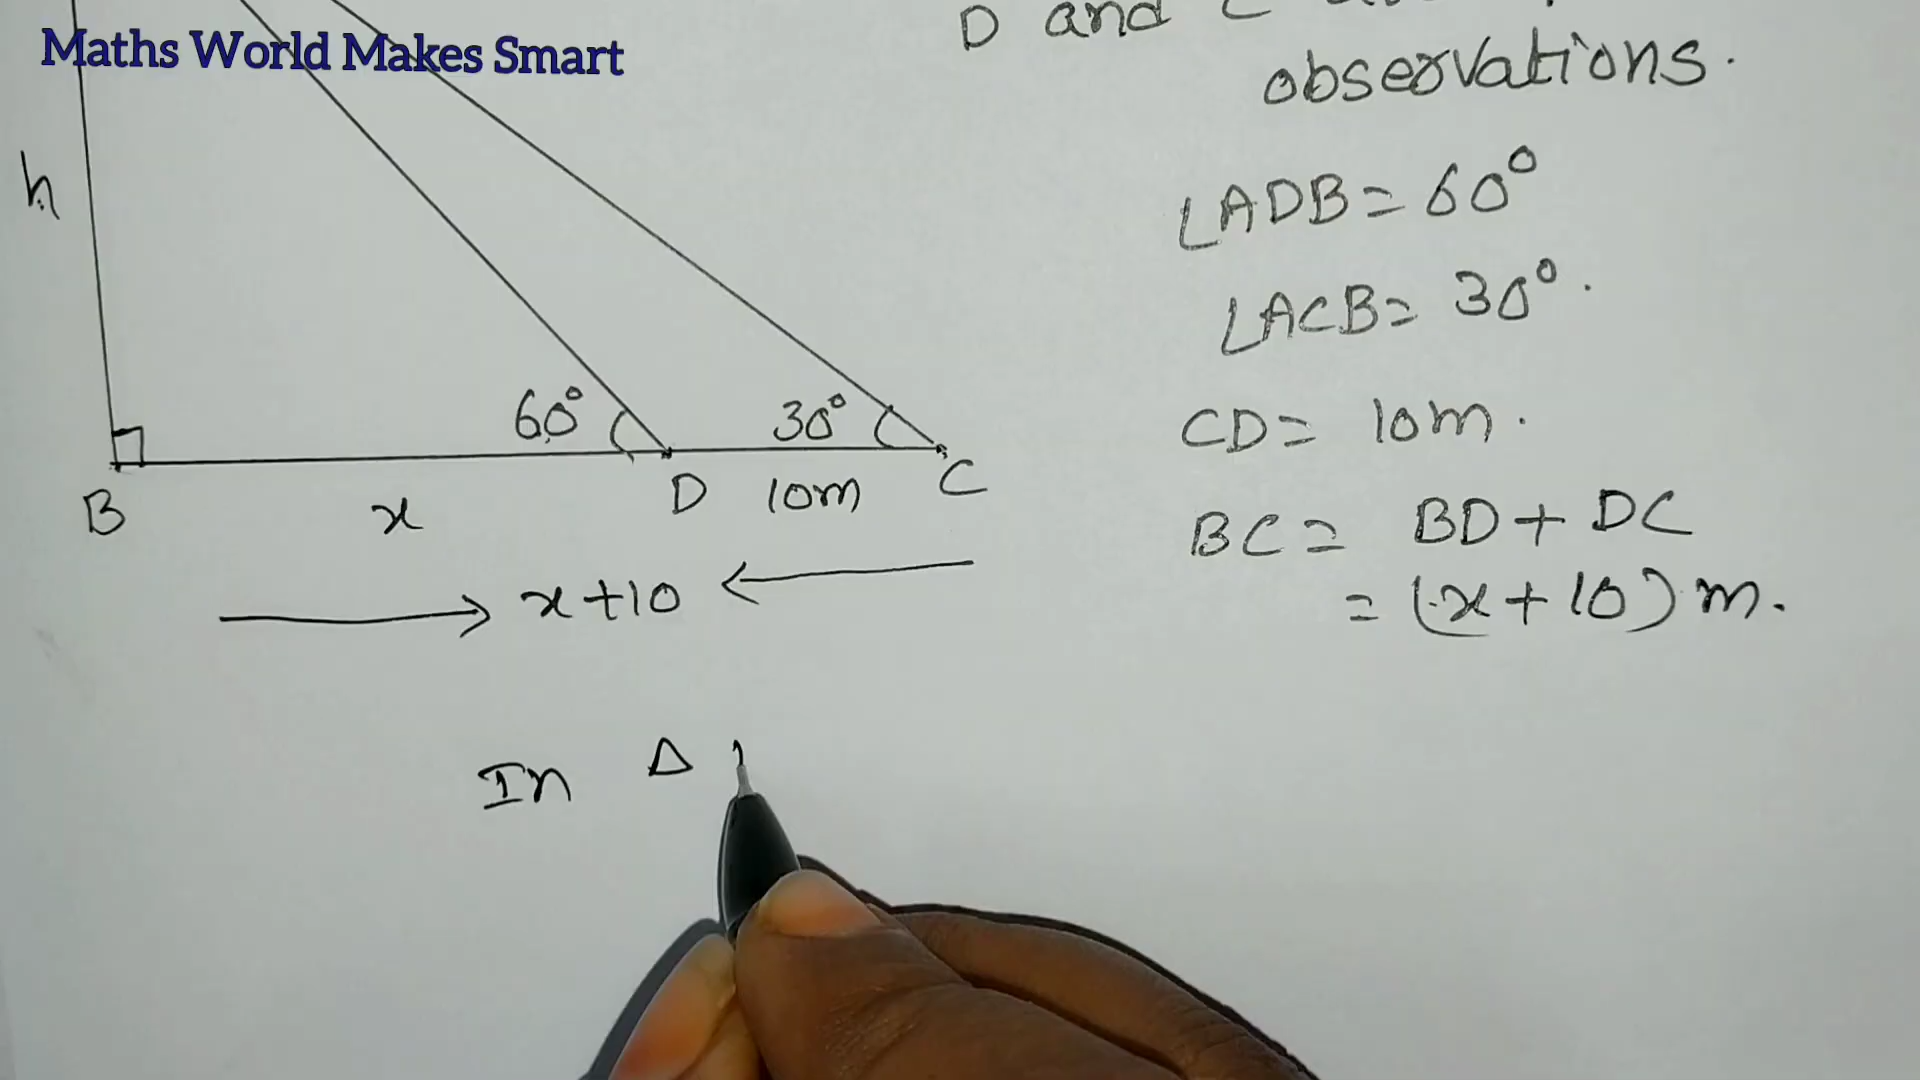 Maths World Makes Smart
D and C
observations.
h
∠ADB = 60°
∠ACB = 30°.
60° 30°
CD = 10m.
B x D 10m C
BC = BD + DC
x+10
= (x+10) m.
In Δ